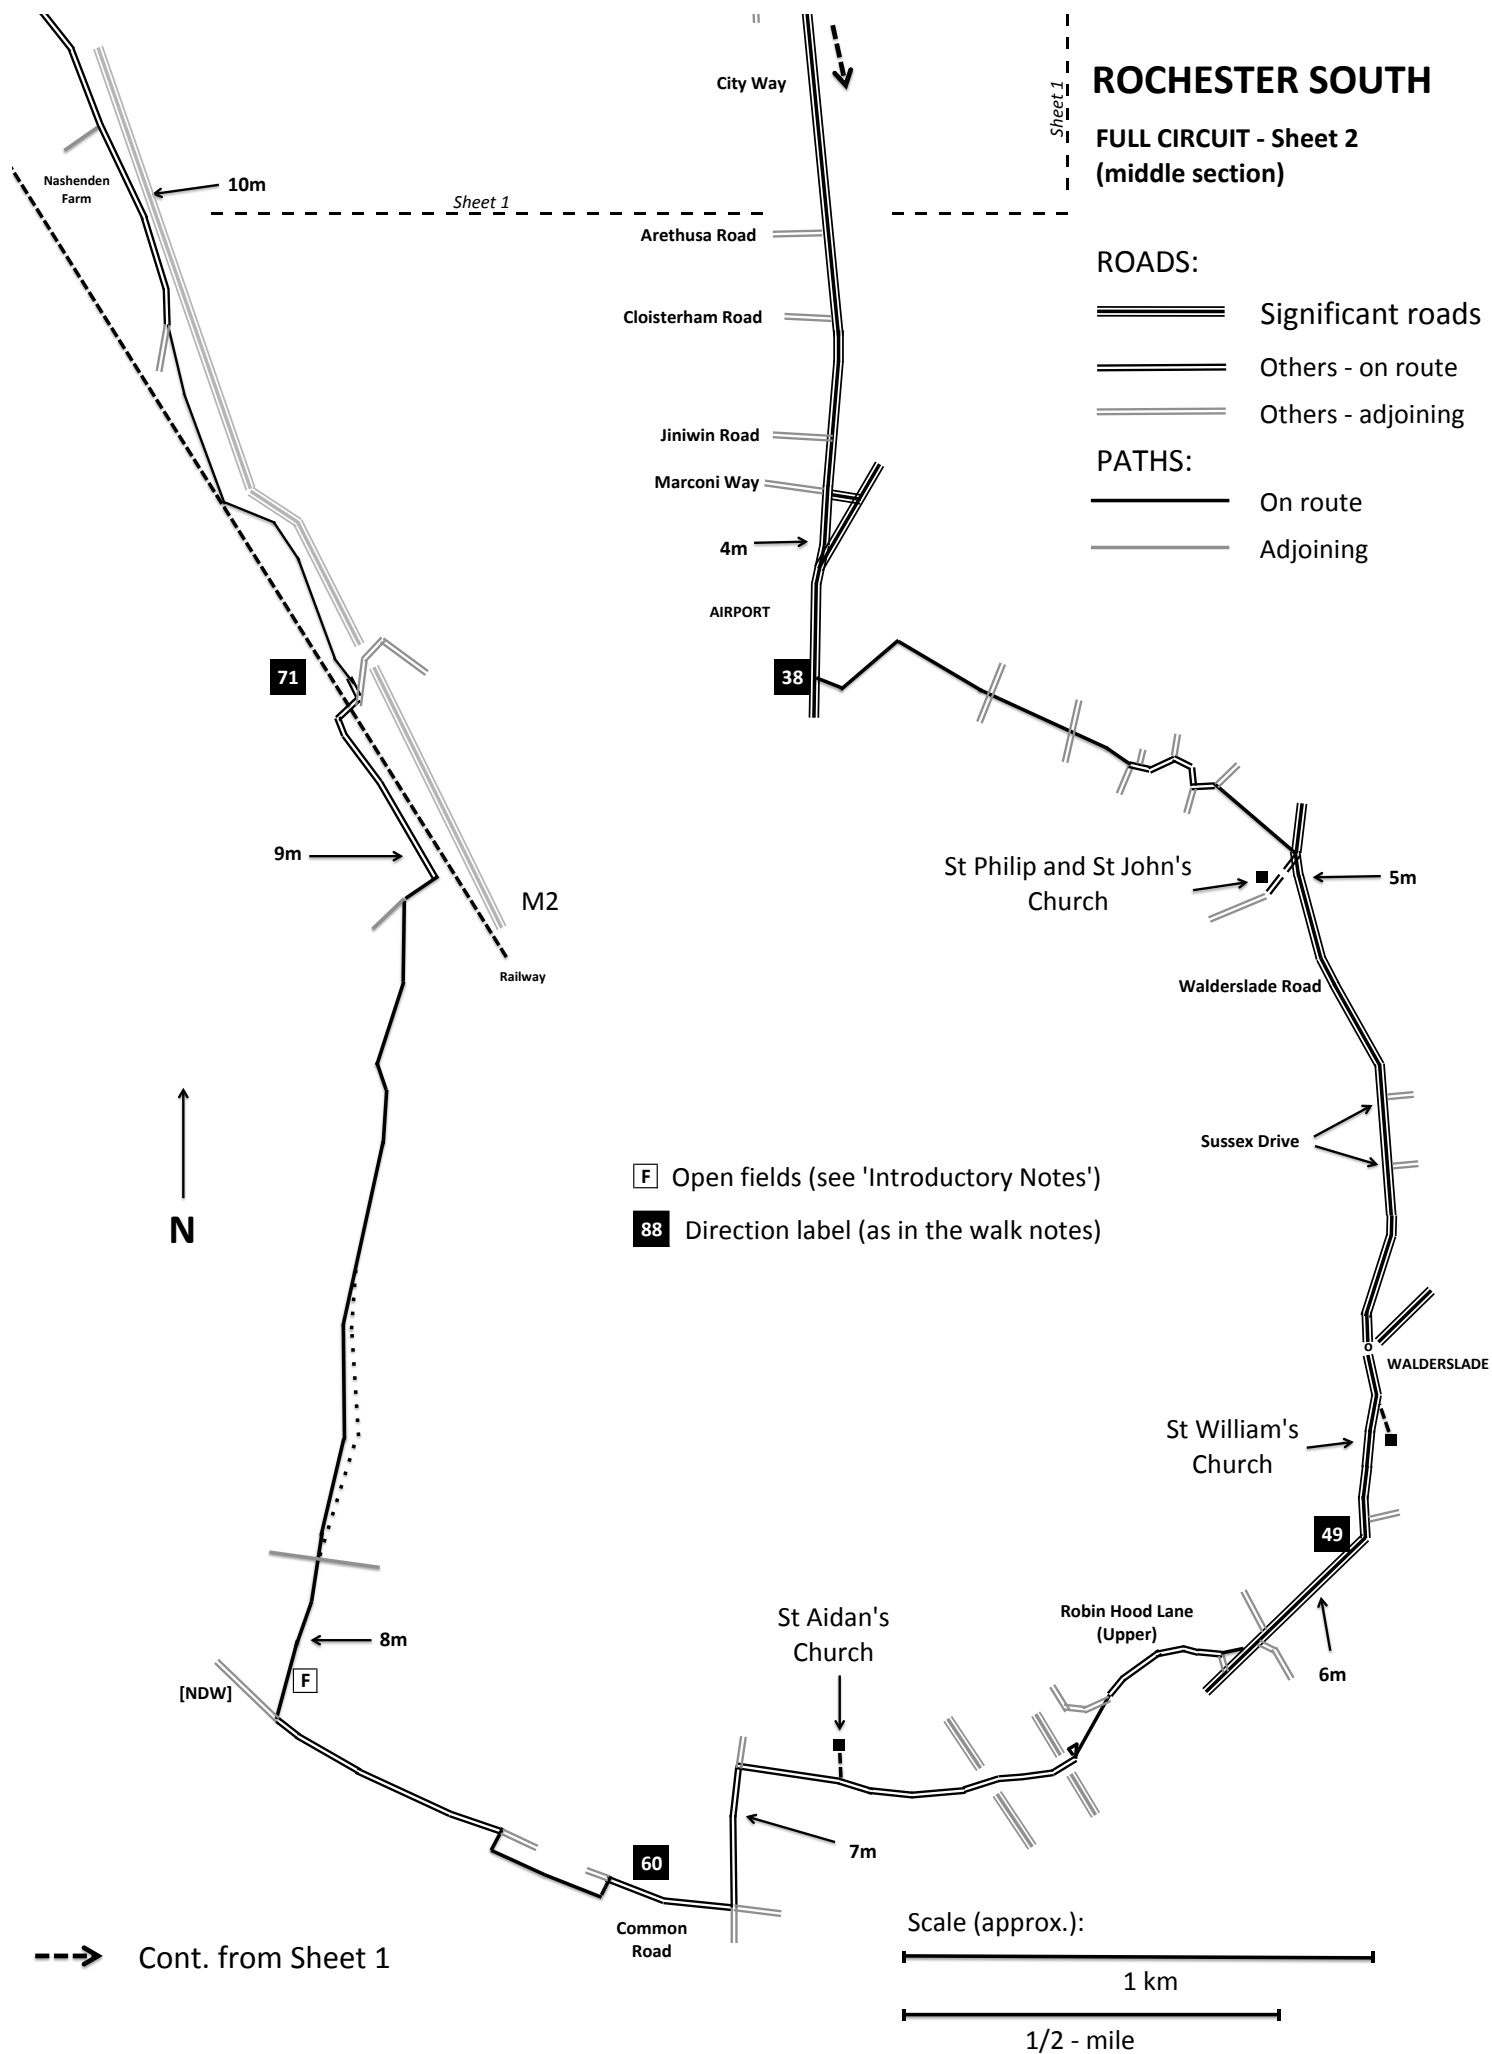 City Way
Sheet 1
ROCHESTER SOUTH
FULL CIRCUIT - Sheet 2
(middle section)
Nashenden
Farm
10m
Sheet 1
Arethusa Road
Cloisterham Road
Jiniwin Road
Marconi Way
4m
AIRPORT
ROADS:
Significant roads
Others - on route
Others - adjoining
PATHS:
On route
Adjoining
71
38
9m
M2
Railway
St Philip and St John's
Church
5m
Walderslade Road
Sussex Drive
N
F Open fields (see 'Introductory Notes')
88 Direction label (as in the walk notes)
o
WALDERSLADE
St William's
Church
49
St Aidan's
Church
Robin Hood Lane
(Upper)
6m
8m
F
[NDW]
7m
60
Common
Road
Cont. from Sheet 1
Scale (approx.):
1 km
1/2 - mile